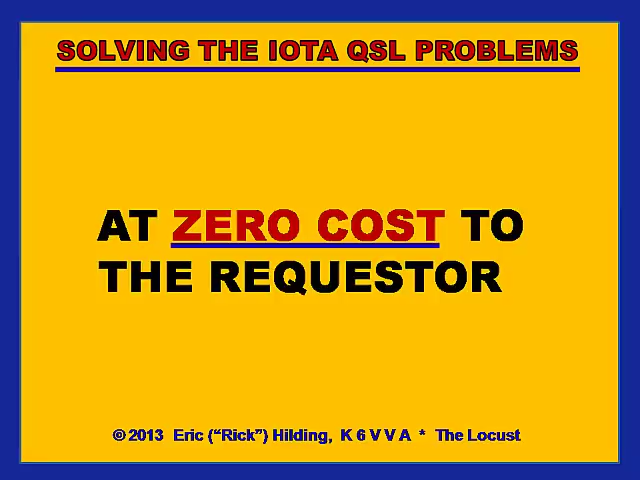 SOLVING THE IOTA QSL PROBLEMS
AT ZERO COST TO
THE REQUESTOR
© 2013 Eric (“Rick”) Hilding, K 6 V V A * The Locust